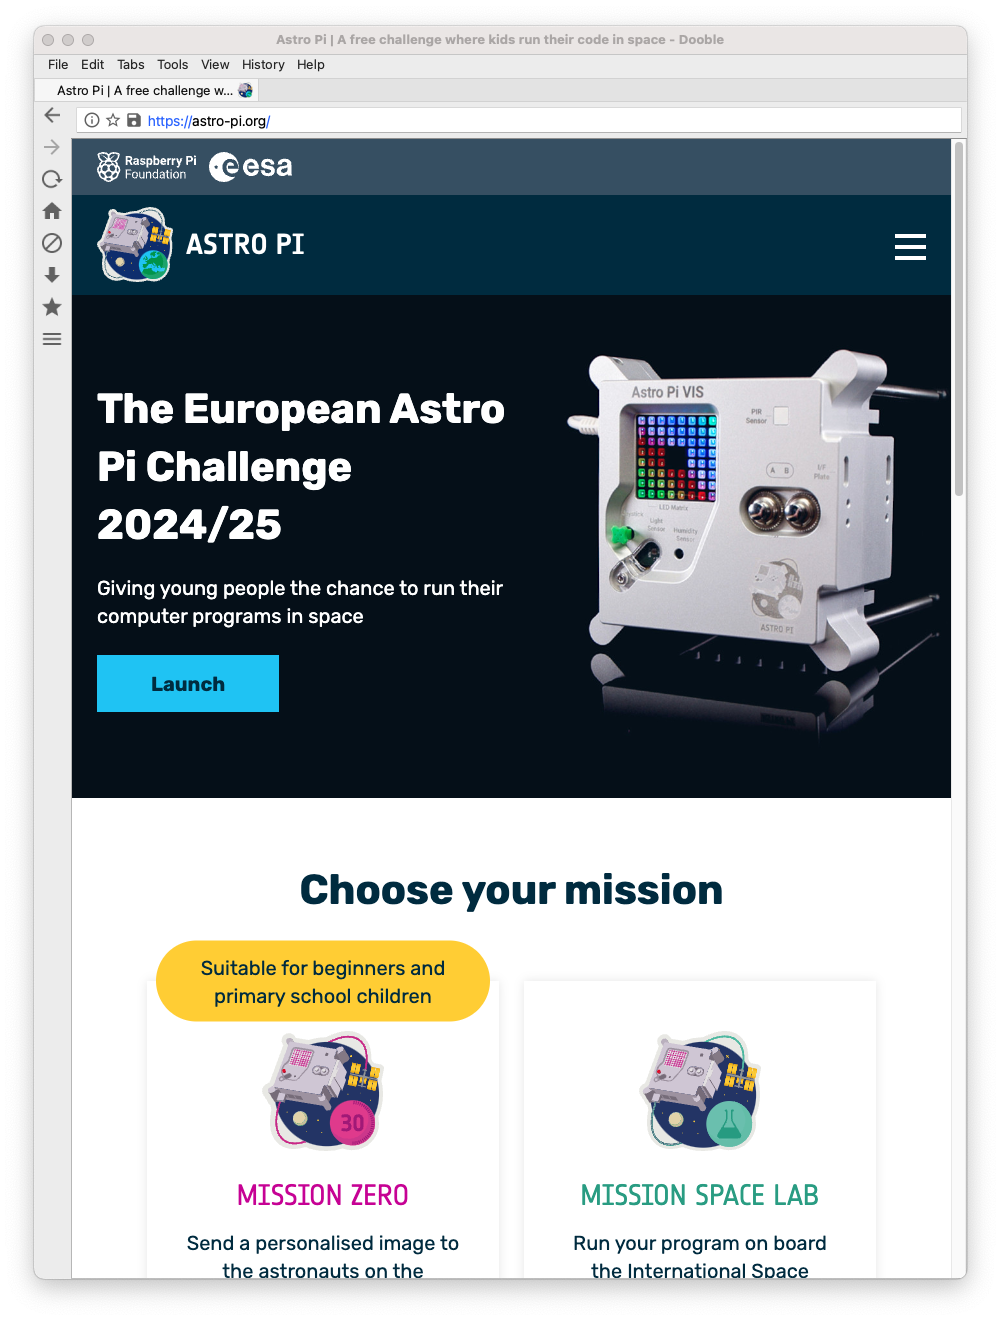 Astro Pi | A free challenge where kids run their code in space - Dooble
File Edit Tabs Tools View History Help
Astro Pi | A free challenge w...
https://astro-pi.org/
Raspberry Pi
Foundation
esa
ASTRO PI
The European Astro
Pi Challenge
2024/25
Giving young people the chance to run their
computer programs in space
Launch
Astro Pi VIS
PIR
Sensor
A B
I/F
Plate
LED Matrix
Light
Sensor
Humidity
Sensor
ASTRO PI
Choose your mission
Suitable for beginners and
primary school children
30
MISSION ZERO
Send a personalised image to
the astronauts on the
MISSION SPACE LAB
Run your program on board
the International Space